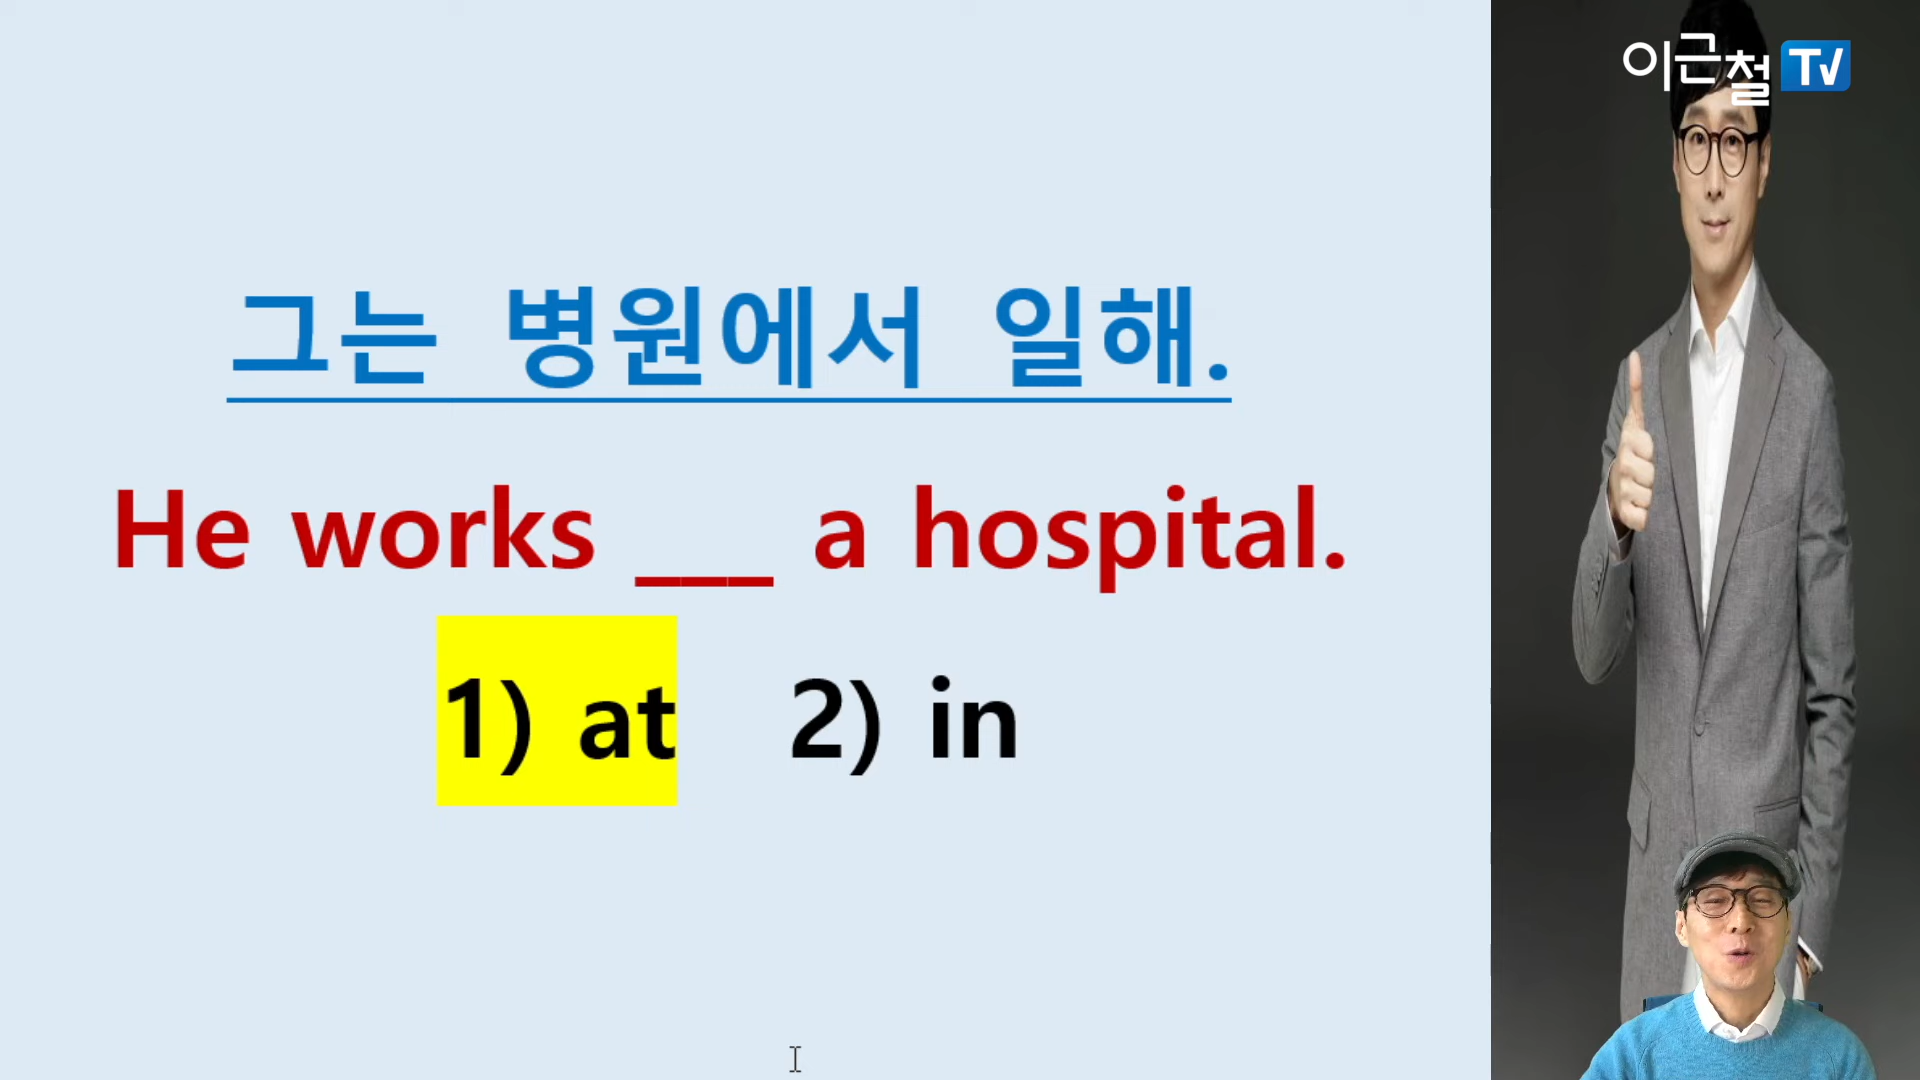 이근철 TV
그는 병원에서 일해.
He works ___ a hospital.
1) at 2) in